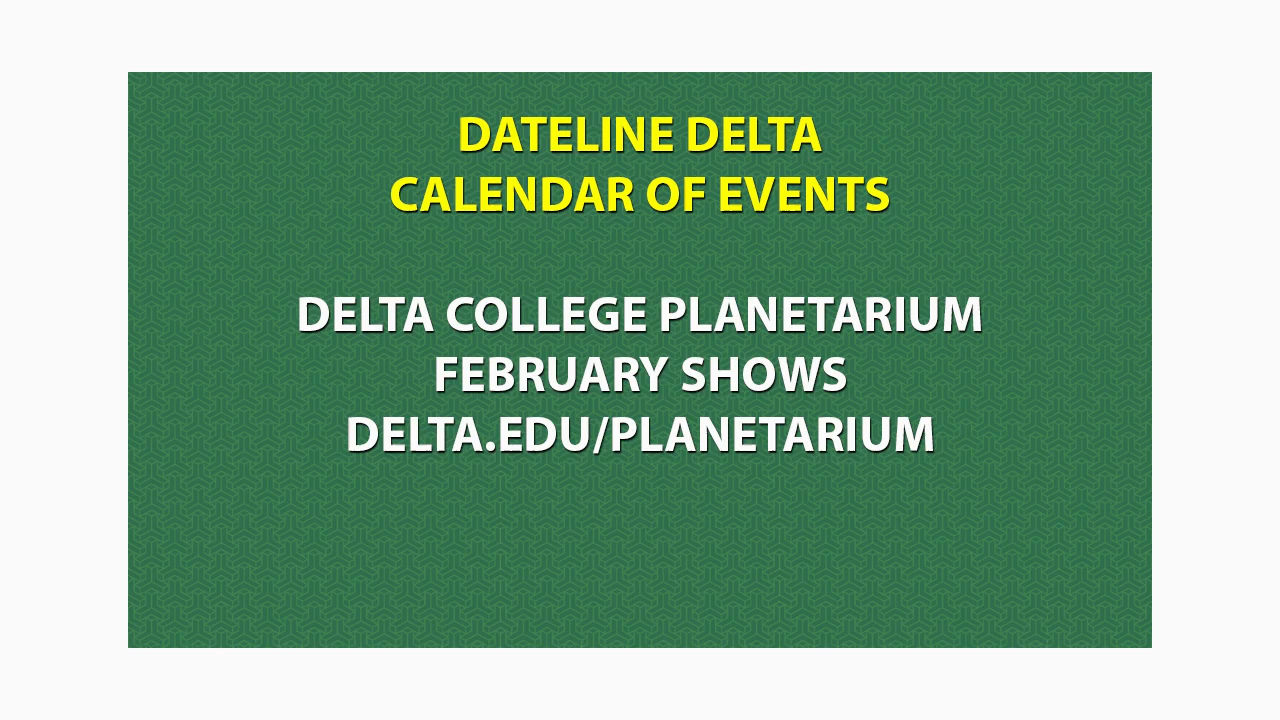 DATELINE DELTA
CALENDAR OF EVENTS
DELTA COLLEGE PLANETARIUM
FEBRUARY SHOWS
DELTA.EDU/PLANETARIUM